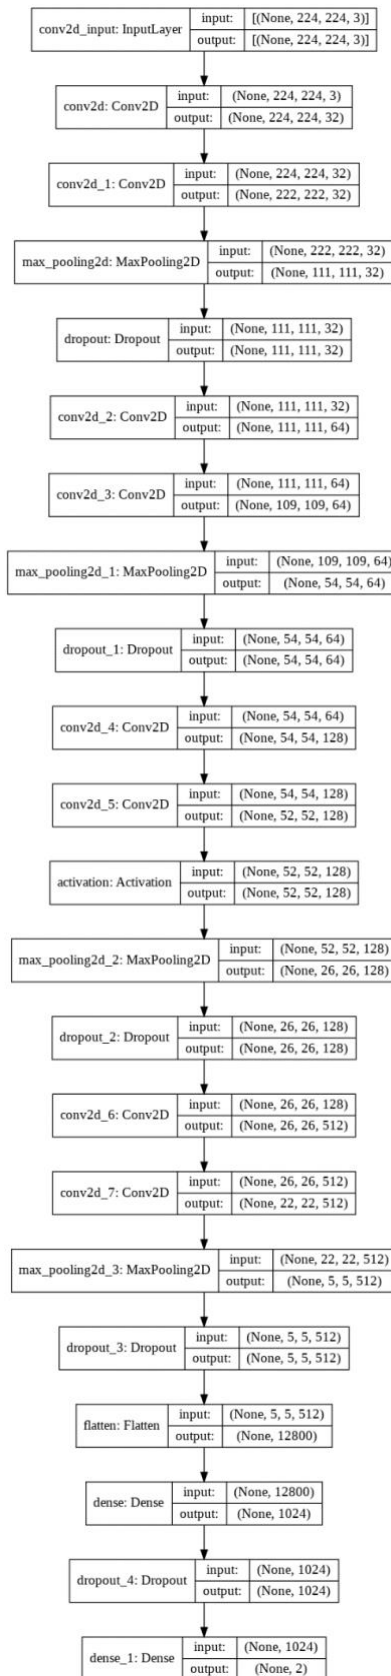 conv2d_input: InputLayer
input: [(None, 224, 224, 3)]
output: [(None, 224, 224, 3)]
conv2d: Conv2D
input: (None, 224, 224, 3)
output: (None, 224, 224, 32)
conv2d_1: Conv2D
input: (None, 224, 224, 32)
output: (None, 222, 222, 32)
max_pooling2d: MaxPooling2D
input: (None, 222, 222, 32)
output: (None, 111, 111, 32)
dropout: Dropout
input: (None, 111, 111, 32)
output: (None, 111, 111, 32)
conv2d_2: Conv2D
input: (None, 111, 111, 32)
output: (None, 111, 111, 64)
conv2d_3: Conv2D
input: (None, 111, 111, 64)
output: (None, 109, 109, 64)
max_pooling2d_1: MaxPooling2D
input: (None, 109, 109, 64)
output: (None, 54, 54, 64)
dropout_1: Dropout
input: (None, 54, 54, 64)
output: (None, 54, 54, 64)
conv2d_4: Conv2D
input: (None, 54, 54, 64)
output: (None, 54, 54, 128)
conv2d_5: Conv2D
input: (None, 54, 54, 128)
output: (None, 52, 52, 128)
activation: Activation
input: (None, 52, 52, 128)
output: (None, 52, 52, 128)
max_pooling2d_2: MaxPooling2D
input: (None, 52, 52, 128)
output: (None, 26, 26, 128)
dropout_2: Dropout
input: (None, 26, 26, 128)
output: (None, 26, 26, 128)
conv2d_6: Conv2D
input: (None, 26, 26, 128)
output: (None, 26, 26, 512)
conv2d_7: Conv2D
input: (None, 26, 26, 512)
output: (None, 22, 22, 512)
max_pooling2d_3: MaxPooling2D
input: (None, 22, 22, 512)
output: (None, 5, 5, 512)
dropout_3: Dropout
input: (None, 5, 5, 512)
output: (None, 5, 5, 512)
flatten: Flatten
input: (None, 5, 5, 512)
output: (None, 12800)
dense: Dense
input: (None, 12800)
output: (None, 1024)
dropout_4: Dropout
input: (None, 1024)
output: (None, 1024)
dense_1: Dense
input: (None, 1024)
output: (None, 2)